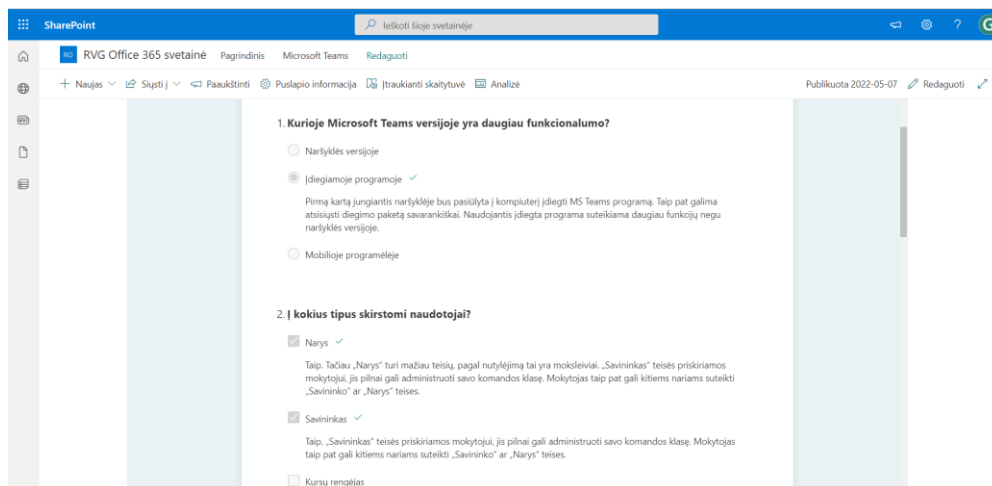 SharePoint
Ieškoti šioje svetainėje
?
G
RO
RVG Office 365 svetainė Pagrindinis Microsoft Teams Redaguoti
Naujas Siųsti į Paaukštinti Puslapio informacija Įtraukianti skaitytuvė Analizė Publikuota 2022-05-07 Redaguoti
1. Kurioje Microsoft Teams versijoje yra daugiau funkcionalumo?
Naršyklės versijoje
Įdiegiamoje programoje
Pirmą kartą jungiantis naršyklėje bus pasiūlyta į kompiuterį įdiegti MS Teams programą. Taip pat galima
atsisiųsti diegimo paketą savarankiškai. Naudojantis įdiegta programa suteikiama daugiau funkcijų negu
naršyklės versijoje.
Mobilioje programėlėje
2. Į kokius tipus skirstomi naudotojai?
Narys
Taip. Tačiau „Narys" turi mažiau teisių, pagal nutylėjimą tai yra moksleiviai. „Savininkas" teisės priskiriamos
mokytojui, jis pilnai gali administruoti savo komandos klasę. Mokytojas taip pat gali kitiems nariams suteikti
„Savininko" ar „Narys" teises.
Savininkas
Taip. „Savininkas" teisės priskiriamos mokytojui, jis pilnai gali administruoti savo komandos klasę. Mokytojas
taip pat gali kitiems nariams suteikti „Savininko" ar „Narys" teises.
Kursų rengėjas